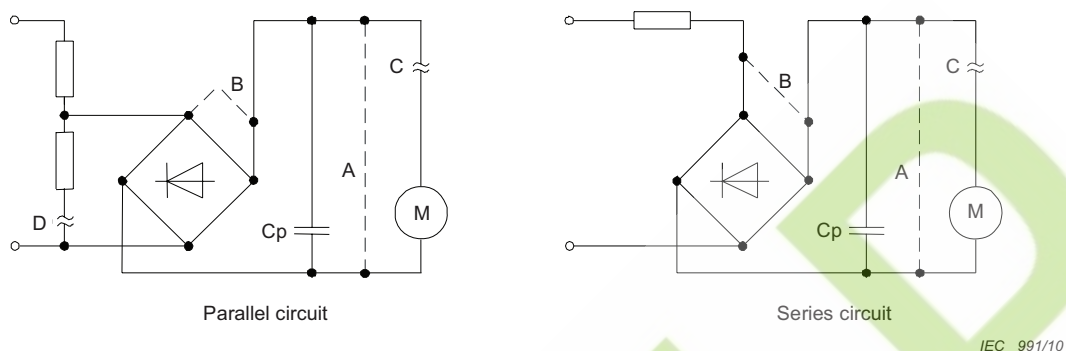 B
C
A
D
Cp
M
Parallel circuit
B
C
A
Cp
M
Series circuit
IEC 991/10